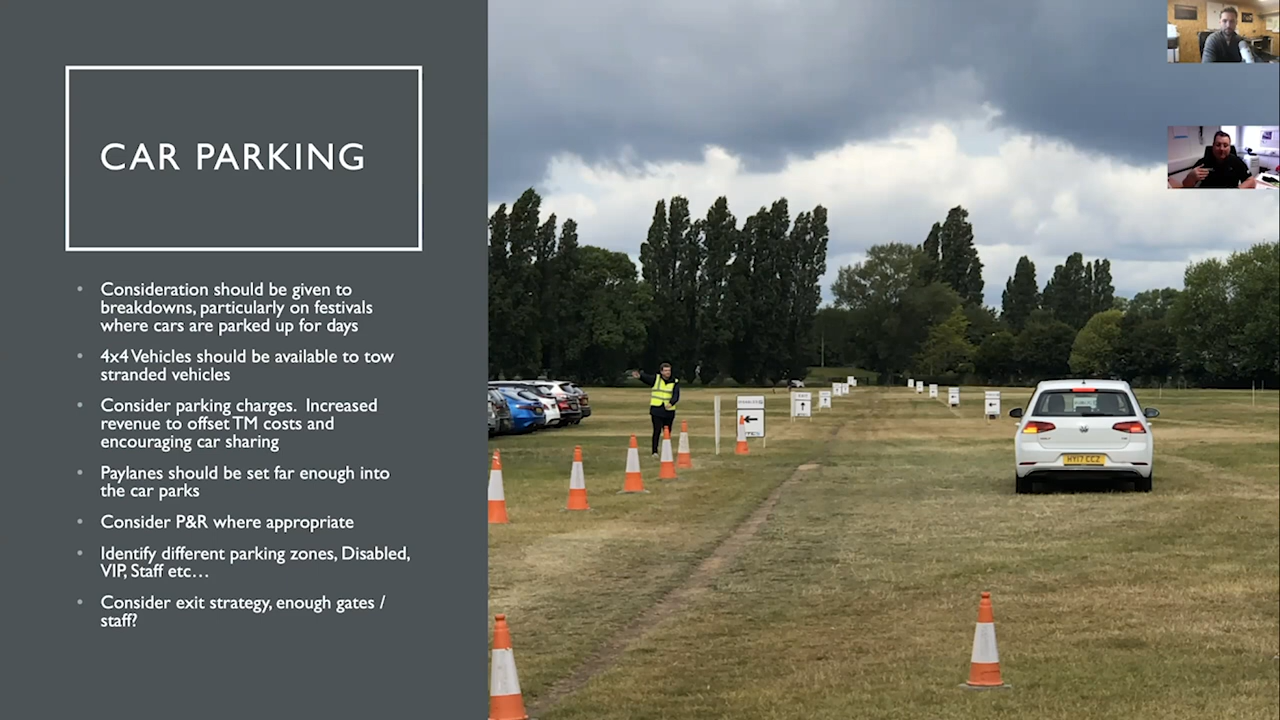 CAR PARKING
• Consideration should be given to
breakdowns, particularly on festivals
where cars are parked up for days
• 4x4 Vehicles should be available to tow
stranded vehicles
• Consider parking charges. Increased
revenue to offset TM costs and
encouraging car sharing
• Paylanes should be set far enough into
the car parks
• Consider P&R where appropriate
• Identify different parking zones, Disabled,
VIP, Staff etc…
• Consider exit strategy, enough gates /
staff?
HY17 CCZ